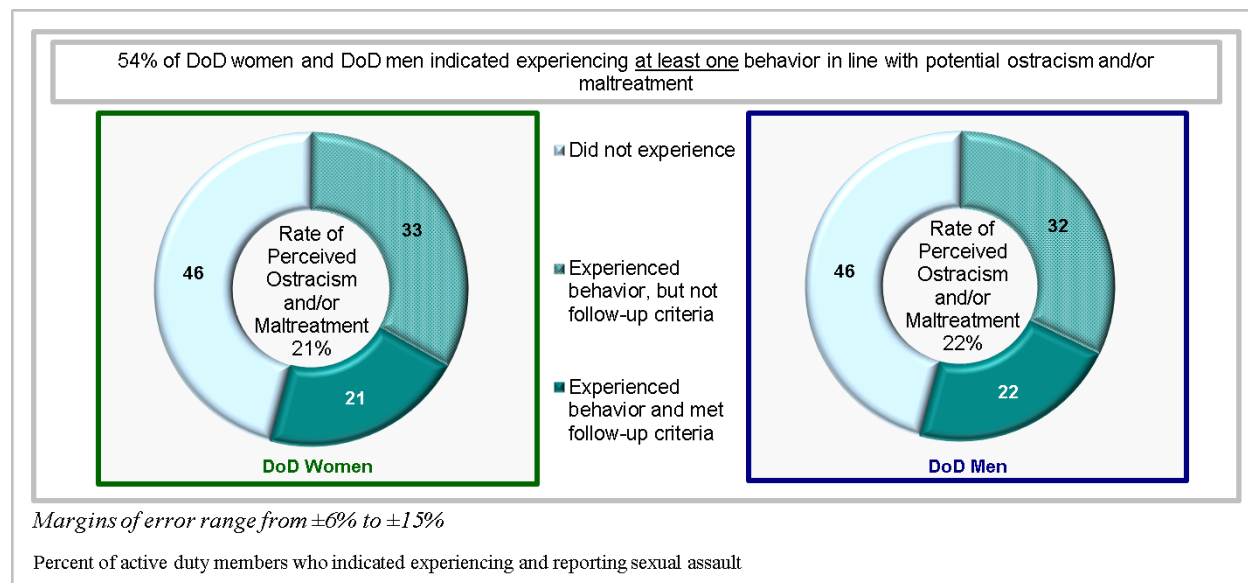 54% of DoD women and DoD men indicated experiencing at least one behavior in line with potential ostracism and/or
maltreatment
33
46
21
Rate of
Perceived
Ostracism
and/or
Maltreatment
21%
DoD Women
Did not experience
Experienced
behavior, but not
follow-up criteria
Experienced
behavior and met
follow-up criteria
32
46
22
Rate of
Perceived
Ostracism
and/or
Maltreatment
22%
DoD Men
Margins of error range from ±6% to ±15%
Percent of active duty members who indicated experiencing and reporting sexual assault